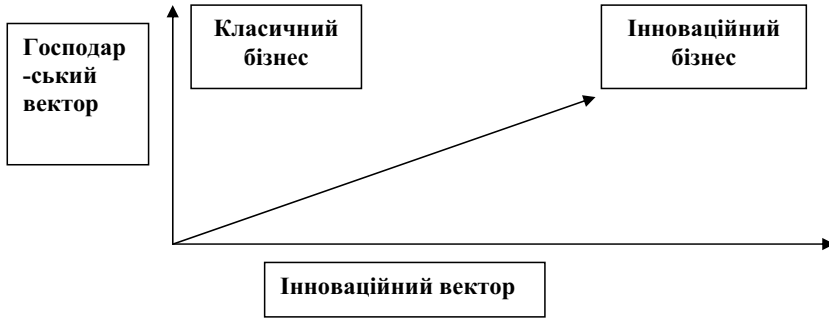 Господар
-ський
вектор
Класичний
бізнес
Інноваційний
бізнес
Інноваційний вектор